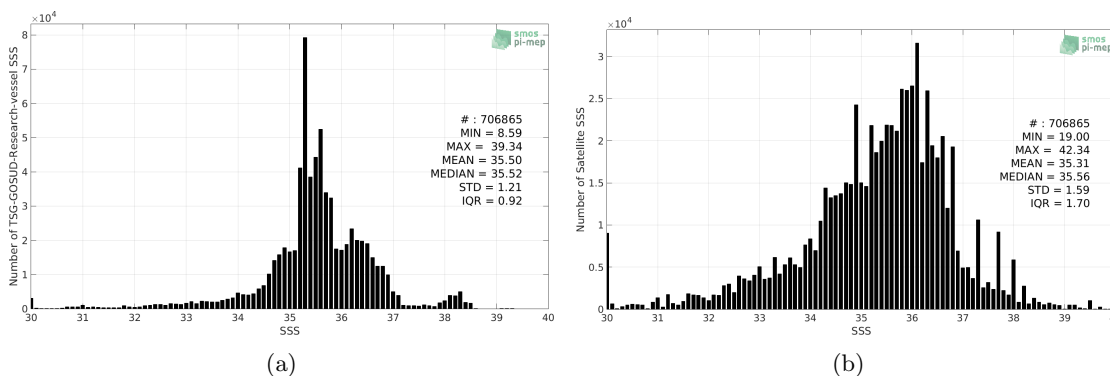 ×10⁴
8
7
6
5
4
3
2
1
0
Number of TSG-GOSUD-Research-vessel SSS
30 31 32 33 34 35 36 37 38 39 40
SSS
smos
pi-mep
# : 706865
MIN = 8.59
MAX = 39.34
MEAN = 35.50
MEDIAN = 35.52
STD = 1.21
IQR = 0.92
(a)
×10⁴
3
2.5
2
1.5
1
0.5
0
Number of Satellite SSS
30 31 32 33 34 35 36 37 38 39
SSS
smos
pi-mep
# : 706865
MIN = 19.00
MAX = 42.34
MEAN = 35.31
MEDIAN = 35.56
STD = 1.59
IQR = 1.70
(b)